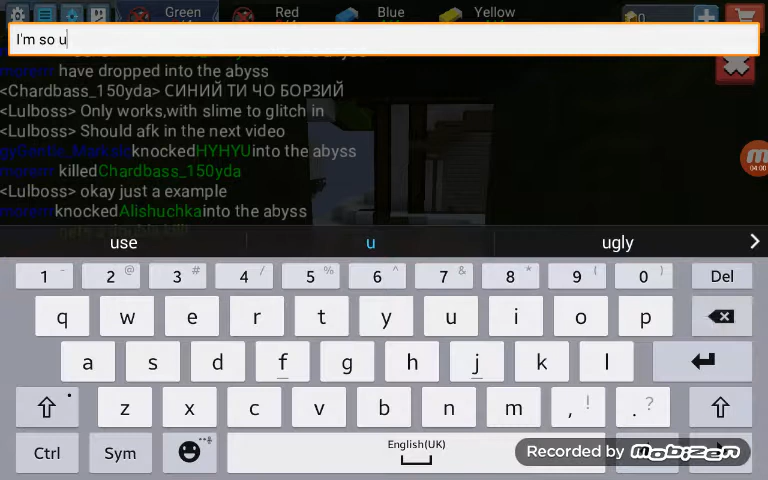 Green Red Blue Yellow
I'm so u
have dropped into the abyss
<Chardbass_150yda> СИНИЙ ТИ ЧО БОРЗИЙ
<Lulboss> Only works,with slime to glitch in
<Lulboss> Should afk in the next video
knocked HYHYU into the abyss
killed Chardbass_150yda
<Lulboss> okay just a example
knocked Alishuchka into the abyss
04:00
use u ugly
1 - 2 @ 3 # 4 / 5 % 6 ^ 7 & 8 * 9 ( 0 ) Del
q w e r t y u i o p
a s d f g h j k l
z x c v b n m , ! . ?
Ctrl Sym English(UK)
Recorded by mobizen